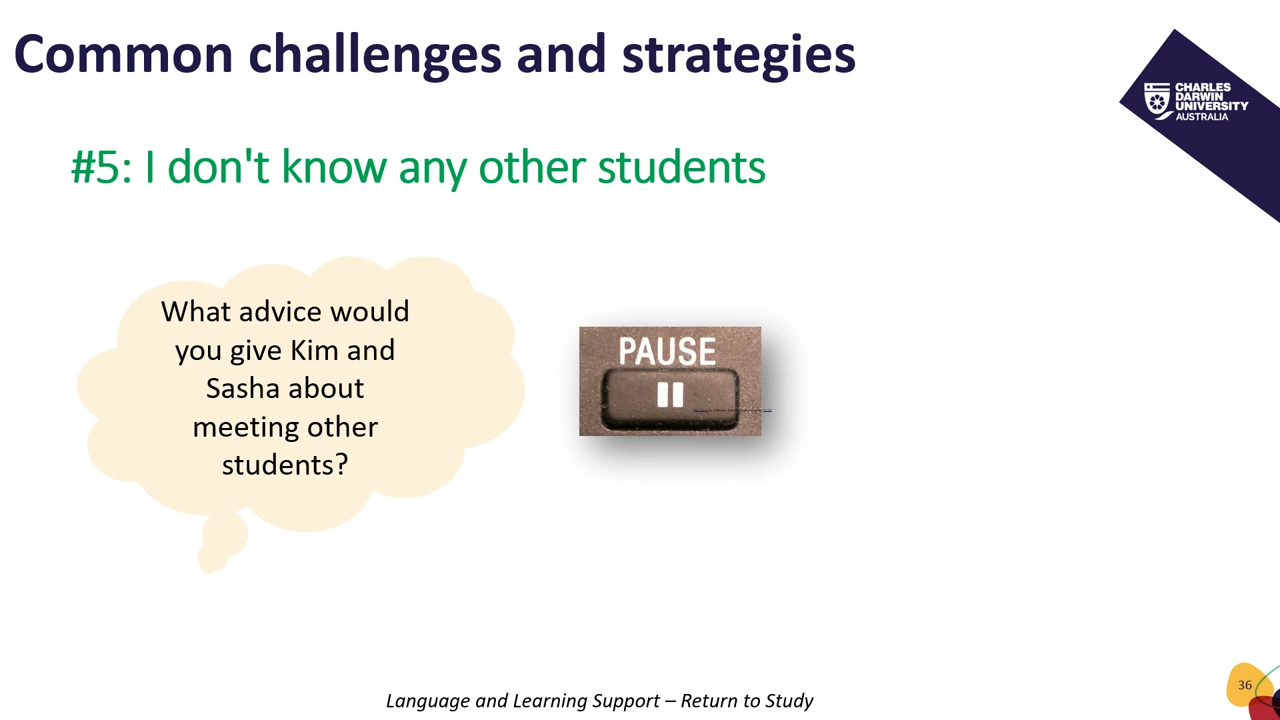 Common challenges and strategies
CHARLES
DARWIN
UNIVERSITY
AUSTRALIA
#5: I don't know any other students
What advice would
you give Kim and
Sasha about
meeting other
students?
PAUSE
36
Language and Learning Support – Return to Study